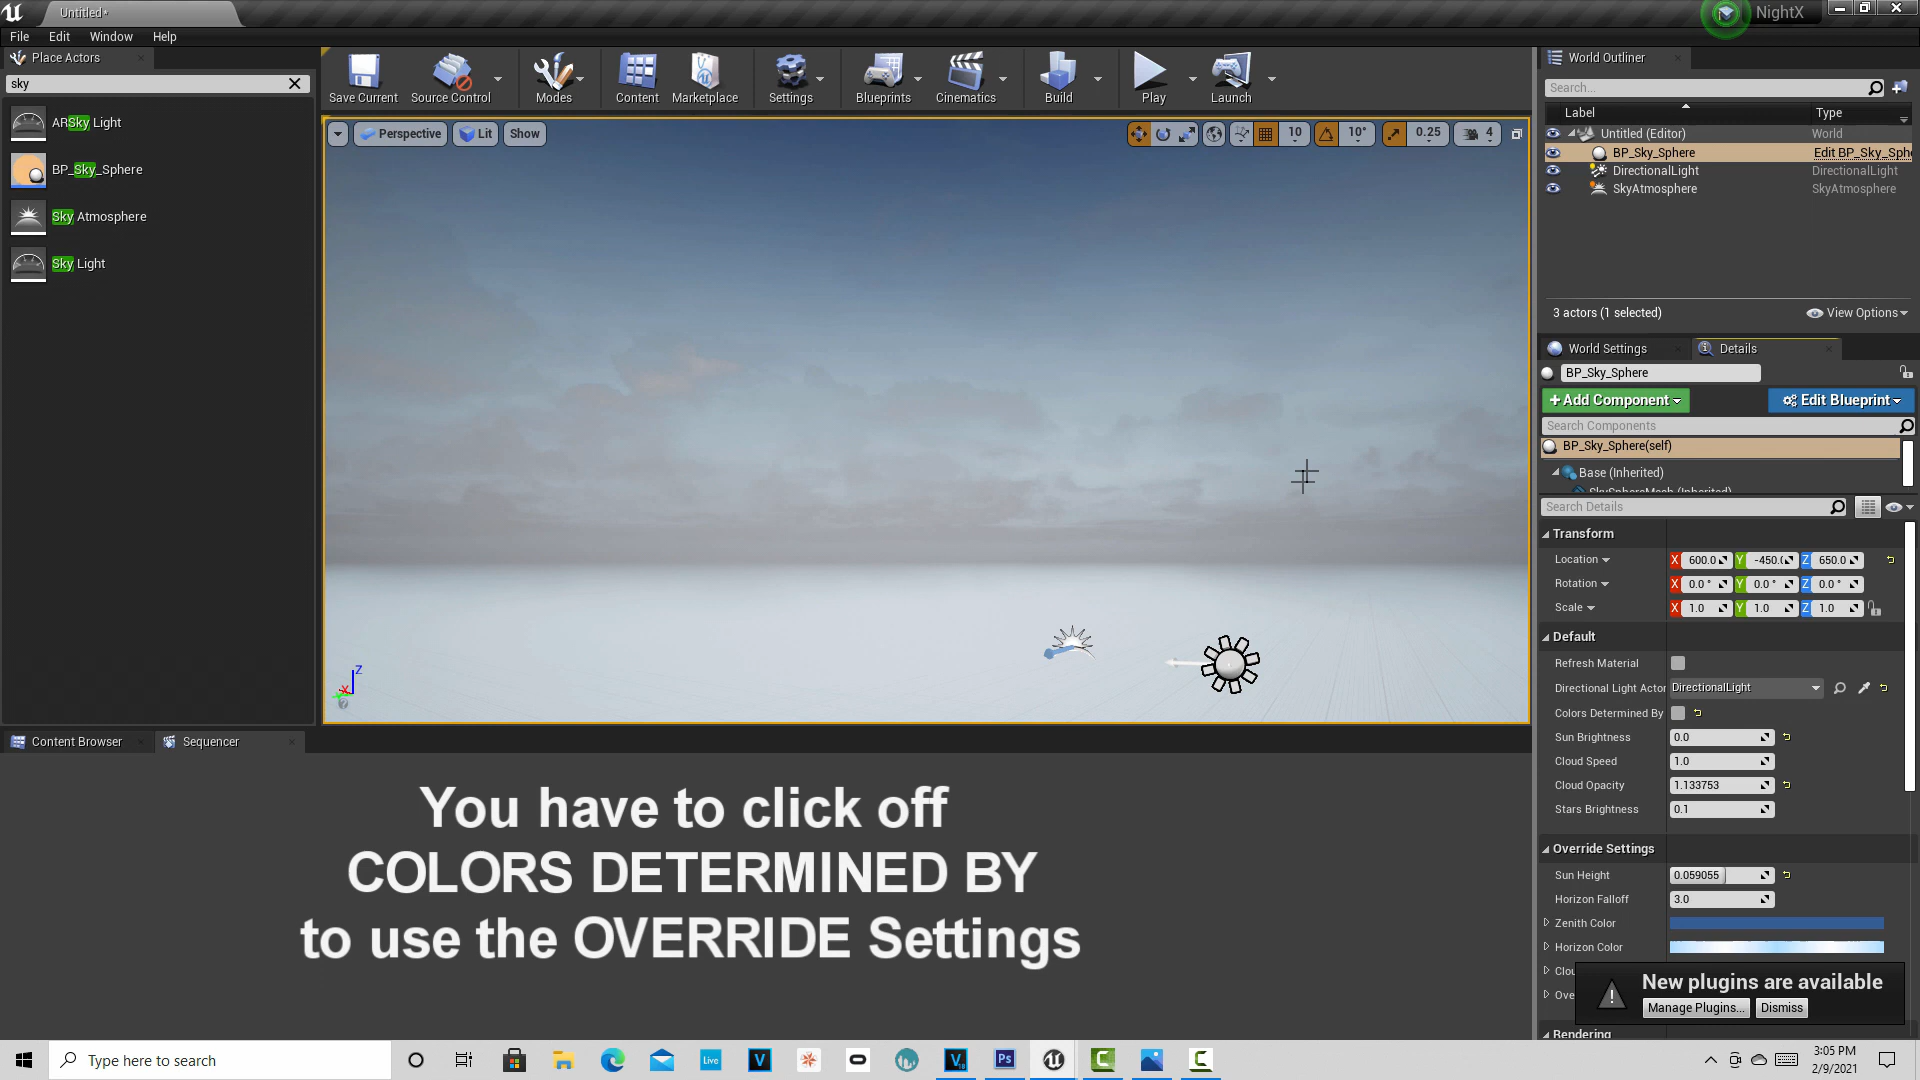 Untitled*
NightX
File Edit Window Help
Place Actors
sky
ARSky Light
BP_Sky_Sphere
Sky Atmosphere
Sky Light
Save Current
Source Control
Modes
Content
Marketplace
Settings
Blueprints
Cinematics
Build
Play
Launch
Perspective
Lit
Show
10
10°
0.25
4
Z
X
World Outliner
Search...
Label Type
Untitled (Editor) World
BP_Sky_Sphere Edit BP_Sky_Sph
DirectionalLight DirectionalLight
SkyAtmosphere SkyAtmosphere
3 actors (1 selected)
View Options
World Settings
Details
BP_Sky_Sphere
+Add Component
Edit Blueprint
Search Components
BP_Sky_Sphere(self)
Base (Inherited)
SkySphereMesh (Inherited)
Search Details
Transform
Location X 600.0 Y -450.( Z 650.0
Rotation X 0.0 ° Y 0.0 ° Z 0.0 °
Scale X 1.0 Y 1.0 Z 1.0
Default
Refresh Material
Directional Light Actor DirectionalLight
Colors Determined By
Sun Brightness 0.0
Cloud Speed 1.0
Cloud Opacity 1.133753
Stars Brightness 0.1
Override Settings
Sun Height 0.059055
Horizon Falloff 3.0
Zenith Color
Horizon Color
Clou
Ove
Rendering
New plugins are available
Manage Plugins...
Dismiss
Content Browser
Sequencer
You have to click off
COLORS DETERMINED BY
to use the OVERRIDE Settings
Type here to search
Live
V
V
Ps
C
C
3:05 PM
2/9/2021